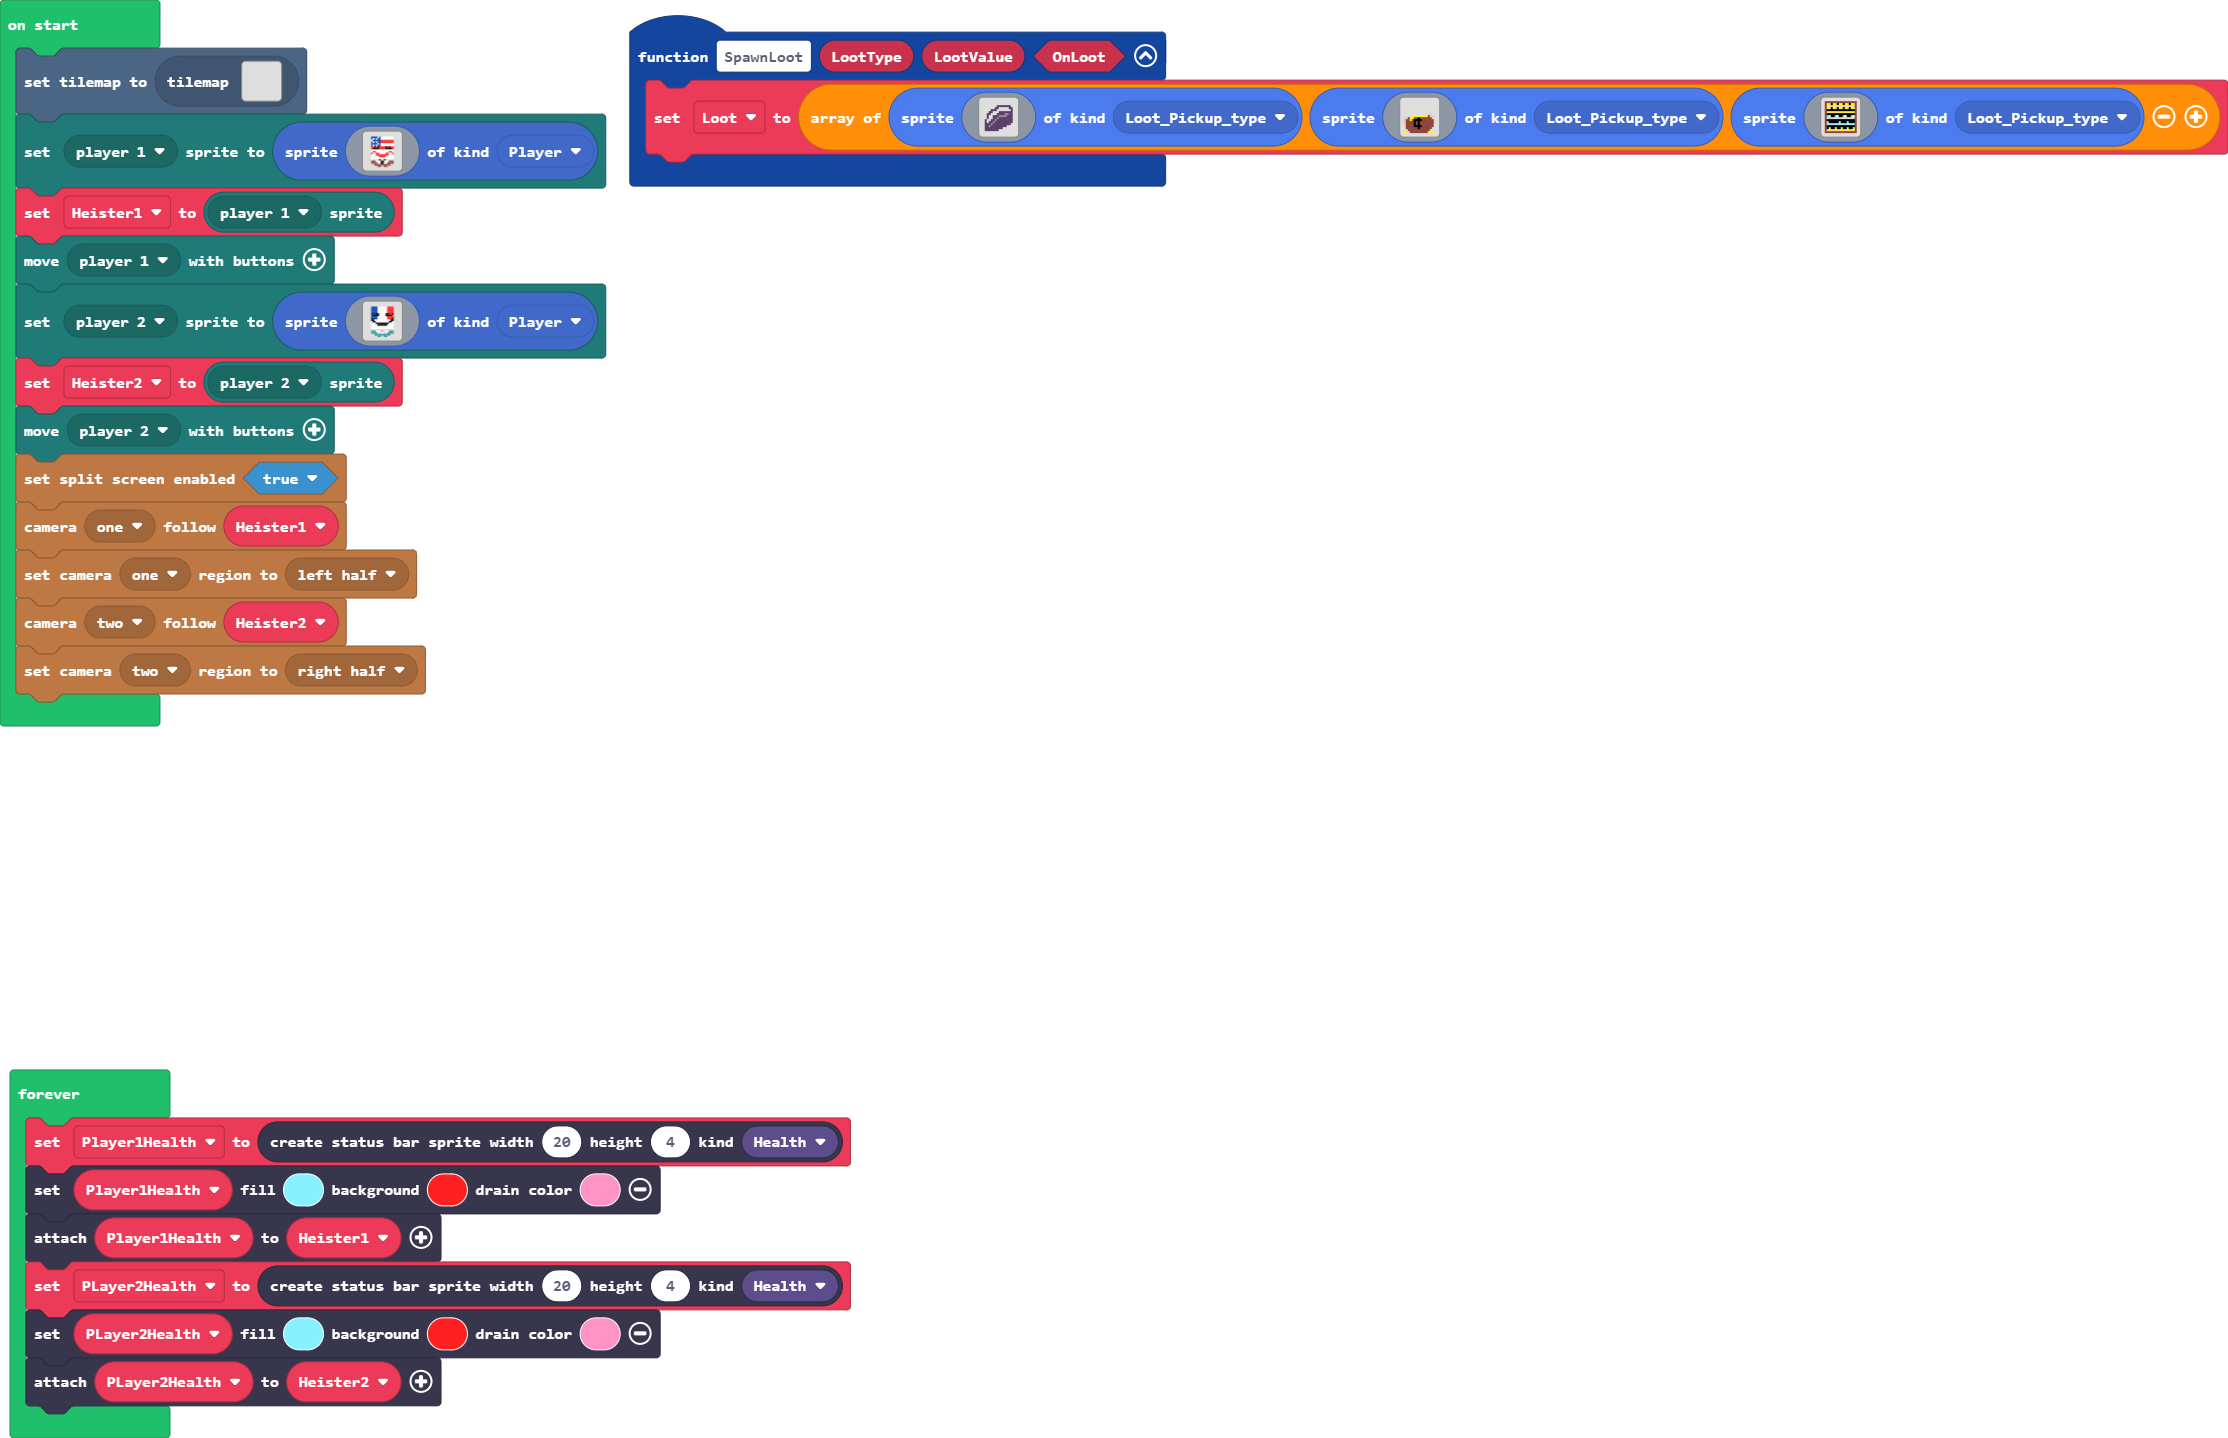 on start
set tilemap to tilemap
set player 1 sprite to sprite of kind Player
set Heister1 to player 1 sprite
move player 1 with buttons
set player 2 sprite to sprite of kind Player
set Heister2 to player 2 sprite
move player 2 with buttons
set split screen enabled true
camera one follow Heister1
set camera one region to left half
camera two follow Heister2
set camera two region to right half
function SpawnLoot LootType LootValue OnLoot
set Loot to array of sprite of kind Loot_Pickup_type sprite of kind Loot_Pickup_type sprite of kind Loot_Pickup_type
forever
set Player1Health to create status bar sprite width 20 height 4 kind Health
set Player1Health fill background drain color
attach Player1Health to Heister1
set PLayer2Health to create status bar sprite width 20 height 4 kind Health
set PLayer2Health fill background drain color
attach PLayer2Health to Heister2